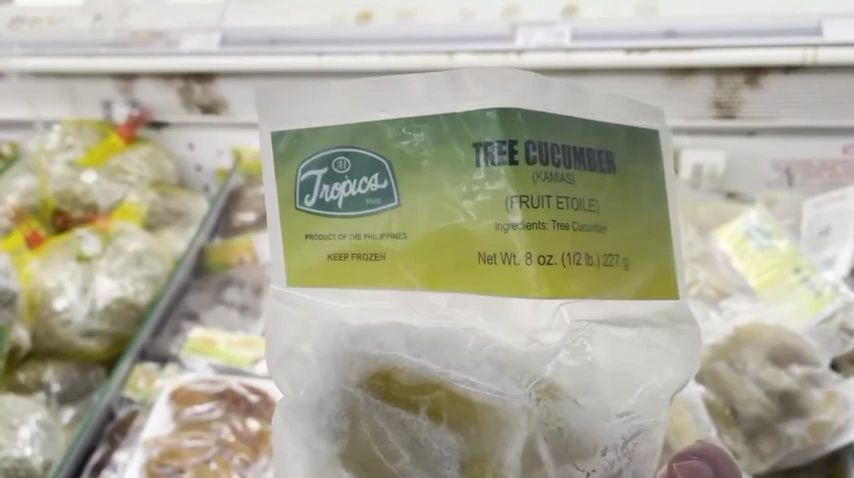 Tropics
BRAND
PRODUCT OF THE PHILIPPINES
KEEP FROZEN
TREE CUCUMBER
(KAMIAS)
(FRUIT ETOILE)
Ingredients: Tree Cucumber
Net Wt. 8 oz. (1/2 lb.) 227 g